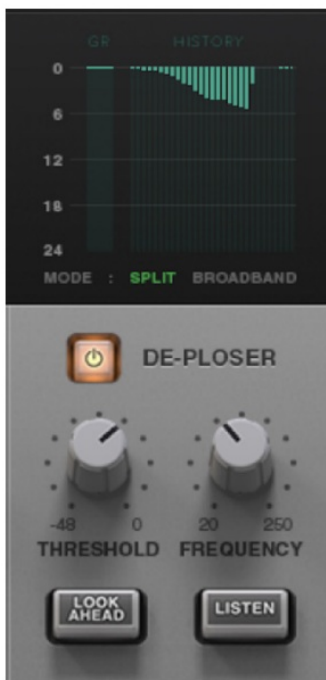 GR HISTORY
0
6
12
18
24
MODE : SPLIT BROADBAND
DE-PLOSER
-48 0 20 250
THRESHOLD FREQUENCY
LOOK AHEAD
LISTEN